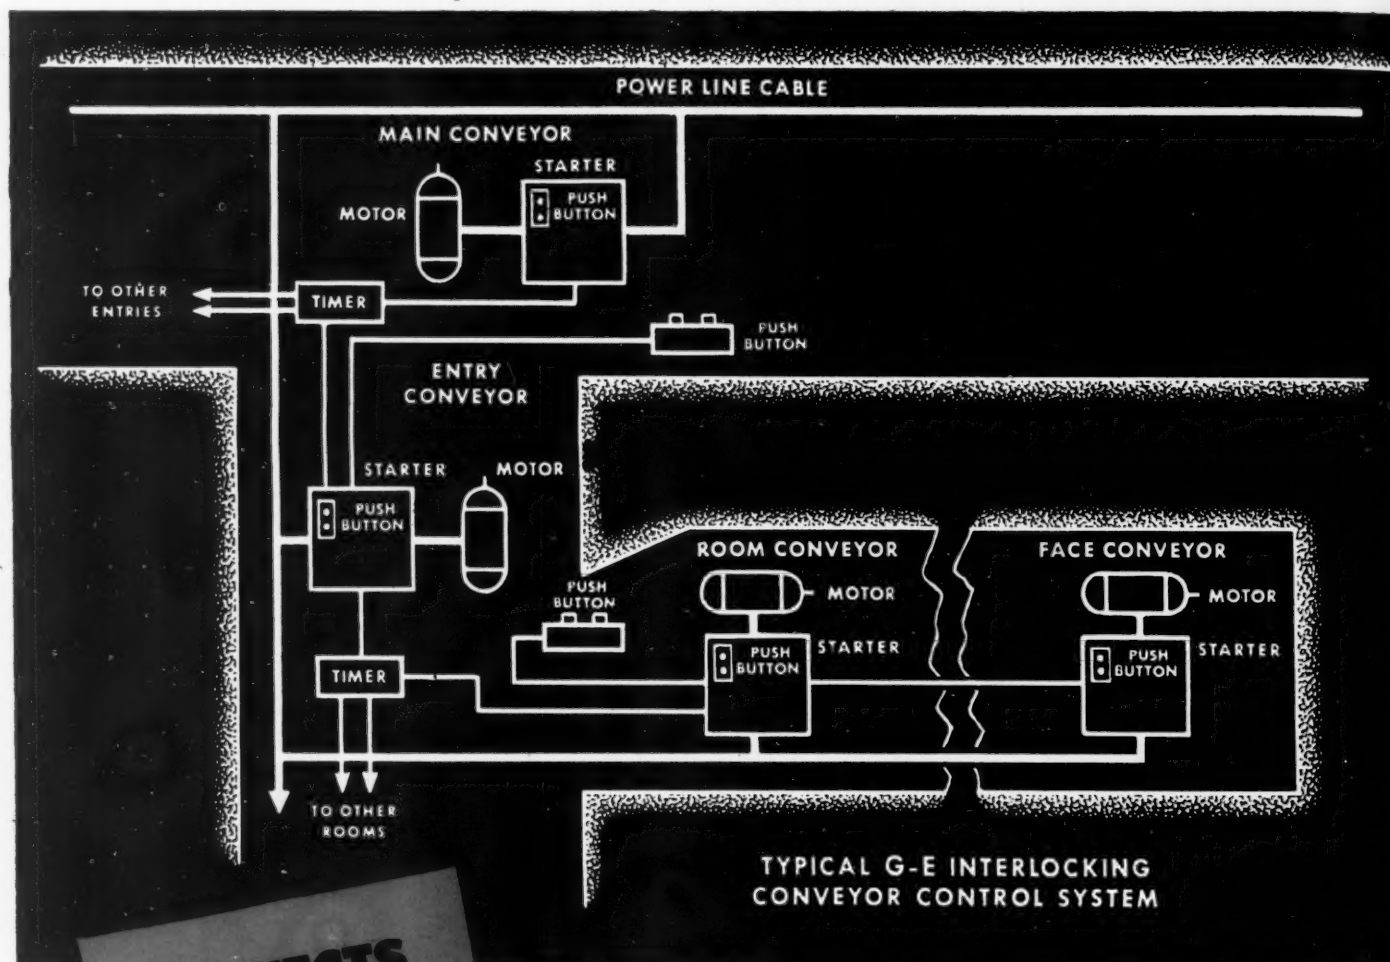 POWER LINE CABLE
MAIN CONVEYOR
STARTER
PUSH
BUTTON
MOTOR
TO OTHER
ENTRIES
TIMER
PUSH
BUTTON
ENTRY
CONVEYOR
STARTER
MOTOR
PUSH
BUTTON
ROOM CONVEYOR
FACE CONVEYOR
PUSH
BUTTON
MOTOR
MOTOR
STARTER
PUSH
BUTTON
STARTER
PUSH
BUTTON
TIMER
TO OTHER
ROOMS
TYPICAL G-E INTERLOCKING
CONVEYOR CONTROL SYSTEM